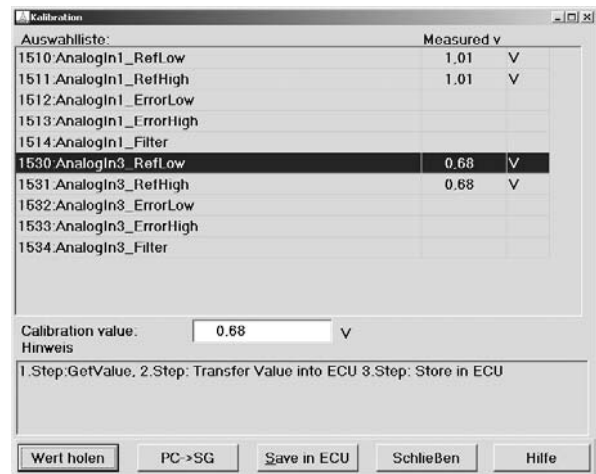 Kalibration
Auswahlliste: Measured v
1510:AnalogIn1_RefLow 1,01 V
1511:AnalogIn1_RefHigh 1,01 V
1512:AnalogIn1_ErrorLow
1513:AnalogIn1_ErrorHigh
1514:AnalogIn1_Filter
1530:AnalogIn3_RefLow 0,68 V
1531:AnalogIn3_RefHigh 0,68 V
1532:AnalogIn3_ErrorLow
1533:AnalogIn3_ErrorHigh
1534:AnalogIn3_Filter
Calibration value: 0,68 V
Hinweis
1.Step:GetValue, 2.Step: Transfer Value into ECU 3.Step: Store in ECU
Wert holen PC->SG Save in ECU Schließen Hilfe